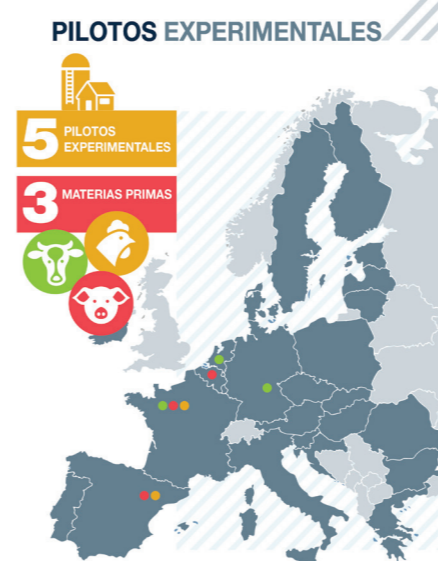 PILOTOS EXPERIMENTALES
5 PILOTOS
EXPERIMENTALES
3 MATERIAS PRIMAS